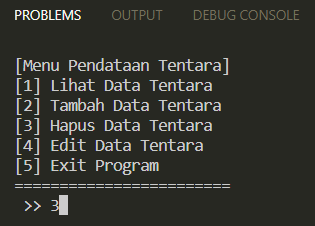 PROBLEMS OUTPUT DEBUG CONSOLE
[Menu Pendataan Tentara]
[1] Lihat Data Tentara
[2] Tambah Data Tentara
[3] Hapus Data Tentara
[4] Edit Data Tentara
[5] Exit Program
========================
>> 3